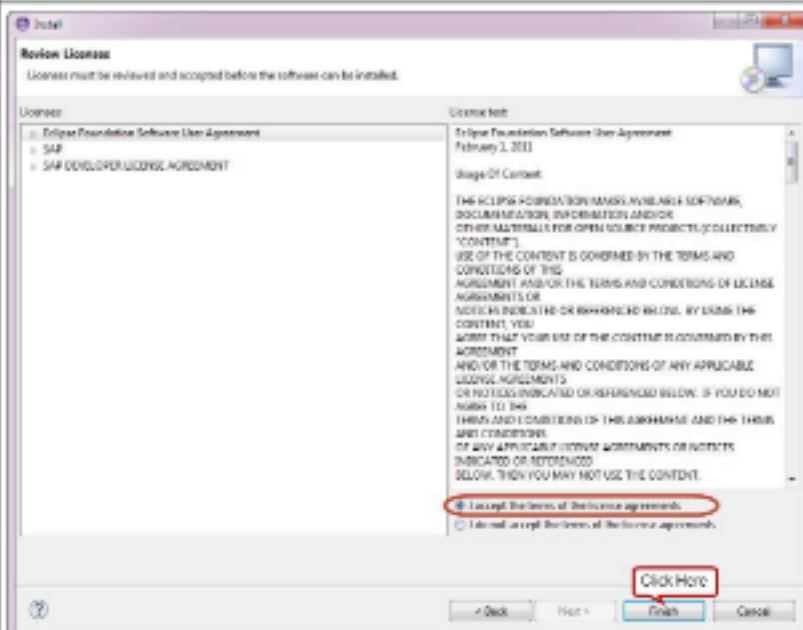 Install
Review Licenses
Licenses must be reviewed and accepted before the software can be installed.
Licenses:
License text:
Eclipse Foundation Software User Agreement
SAP
SAP DEVELOPER LICENSE AGREEMENT
Eclipse Foundation Software User Agreement
February 1, 2011
Usage Of Content
THE ECLIPSE FOUNDATION MAKES AVAILABLE SOFTWARE,
DOCUMENTATION, INFORMATION AND/OR
OTHER MATERIALS FOR OPEN SOURCE PROJECTS (COLLECTIVELY
"CONTENT").
USE OF THE CONTENT IS GOVERNED BY THE TERMS AND
CONDITIONS OF THIS
AGREEMENT AND/OR THE TERMS AND CONDITIONS OF LICENSE
AGREEMENTS OR
NOTICES INDICATED OR REFERENCED BELOW. BY USING THE
CONTENT, YOU
AGREE THAT YOUR USE OF THE CONTENT IS GOVERNED BY THIS
AGREEMENT
AND/OR THE TERMS AND CONDITIONS OF ANY APPLICABLE
LICENSE AGREEMENTS
OR NOTICES INDICATED OR REFERENCED BELOW. IF YOU DO NOT
AGREE TO THE
TERMS AND CONDITIONS OF THIS AGREEMENT AND THE TERMS
AND CONDITIONS
OF ANY APPLICABLE LICENSE AGREEMENTS OR NOTICES
INDICATED OR REFERENCED
BELOW, THEN YOU MAY NOT USE THE CONTENT.
I accept the terms of the license agreements
I do not accept the terms of the license agreements
Click Here
< Back
Next >
Finish
Cancel